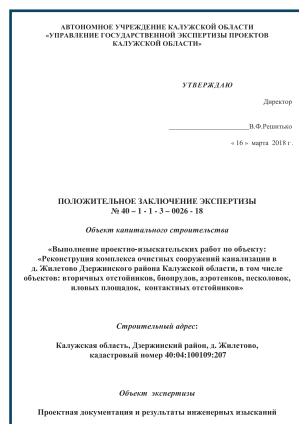 АВТОНОМНОЕ УЧРЕЖДЕНИЕ КАЛУЖСКОЙ ОБЛАСТИ
«УПРАВЛЕНИЕ ГОСУДАРСТВЕННОЙ ЭКСПЕРТИЗЫ ПРОЕКТОВ
КАЛУЖСКОЙ ОБЛАСТИ»
УТВЕРЖДАЮ
Директор
В.Ф.Решитько
« 16 » марта 2018 г.
ПОЛОЖИТЕЛЬНОЕ ЗАКЛЮЧЕНИЕ ЭКСПЕРТИЗЫ
№ 40 – 1 - 1 - 3 – 0026 - 18
Объект капитального строительства
«Выполнение проектно-изыскательских работ по объекту:
«Реконструкция комплекса очистных сооружений канализации в
д. Жилетово Дзержинского района Калужской области, в том числе
объектов: вторичных отстойников, биопрудов, аэротенков, песколовок,
иловых площадок, контактных отстойников»
Строительный адрес:
Калужская область, Дзержинский район, д. Жилетово,
кадастровый номер 40:04:100109:207
Объект экспертизы
Проектная документация и результаты инженерных изысканий